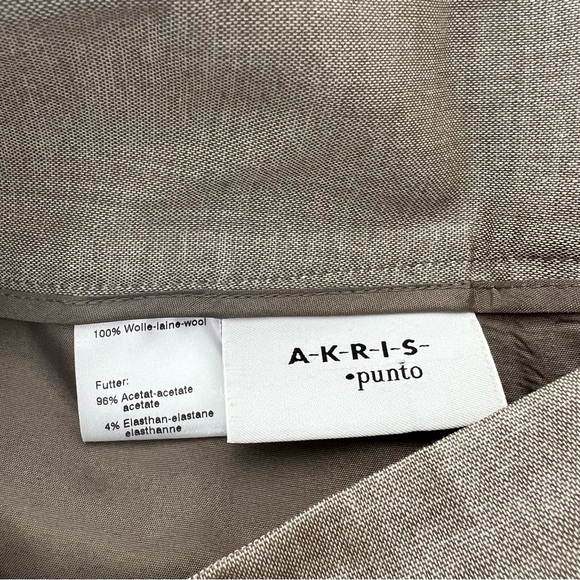 100% Wolle-laine-wool
Futter:
96% Acetat-acetate
acetate
4% Elasthan-elastane
elasthanne
A-K-R-I-S-
•punto